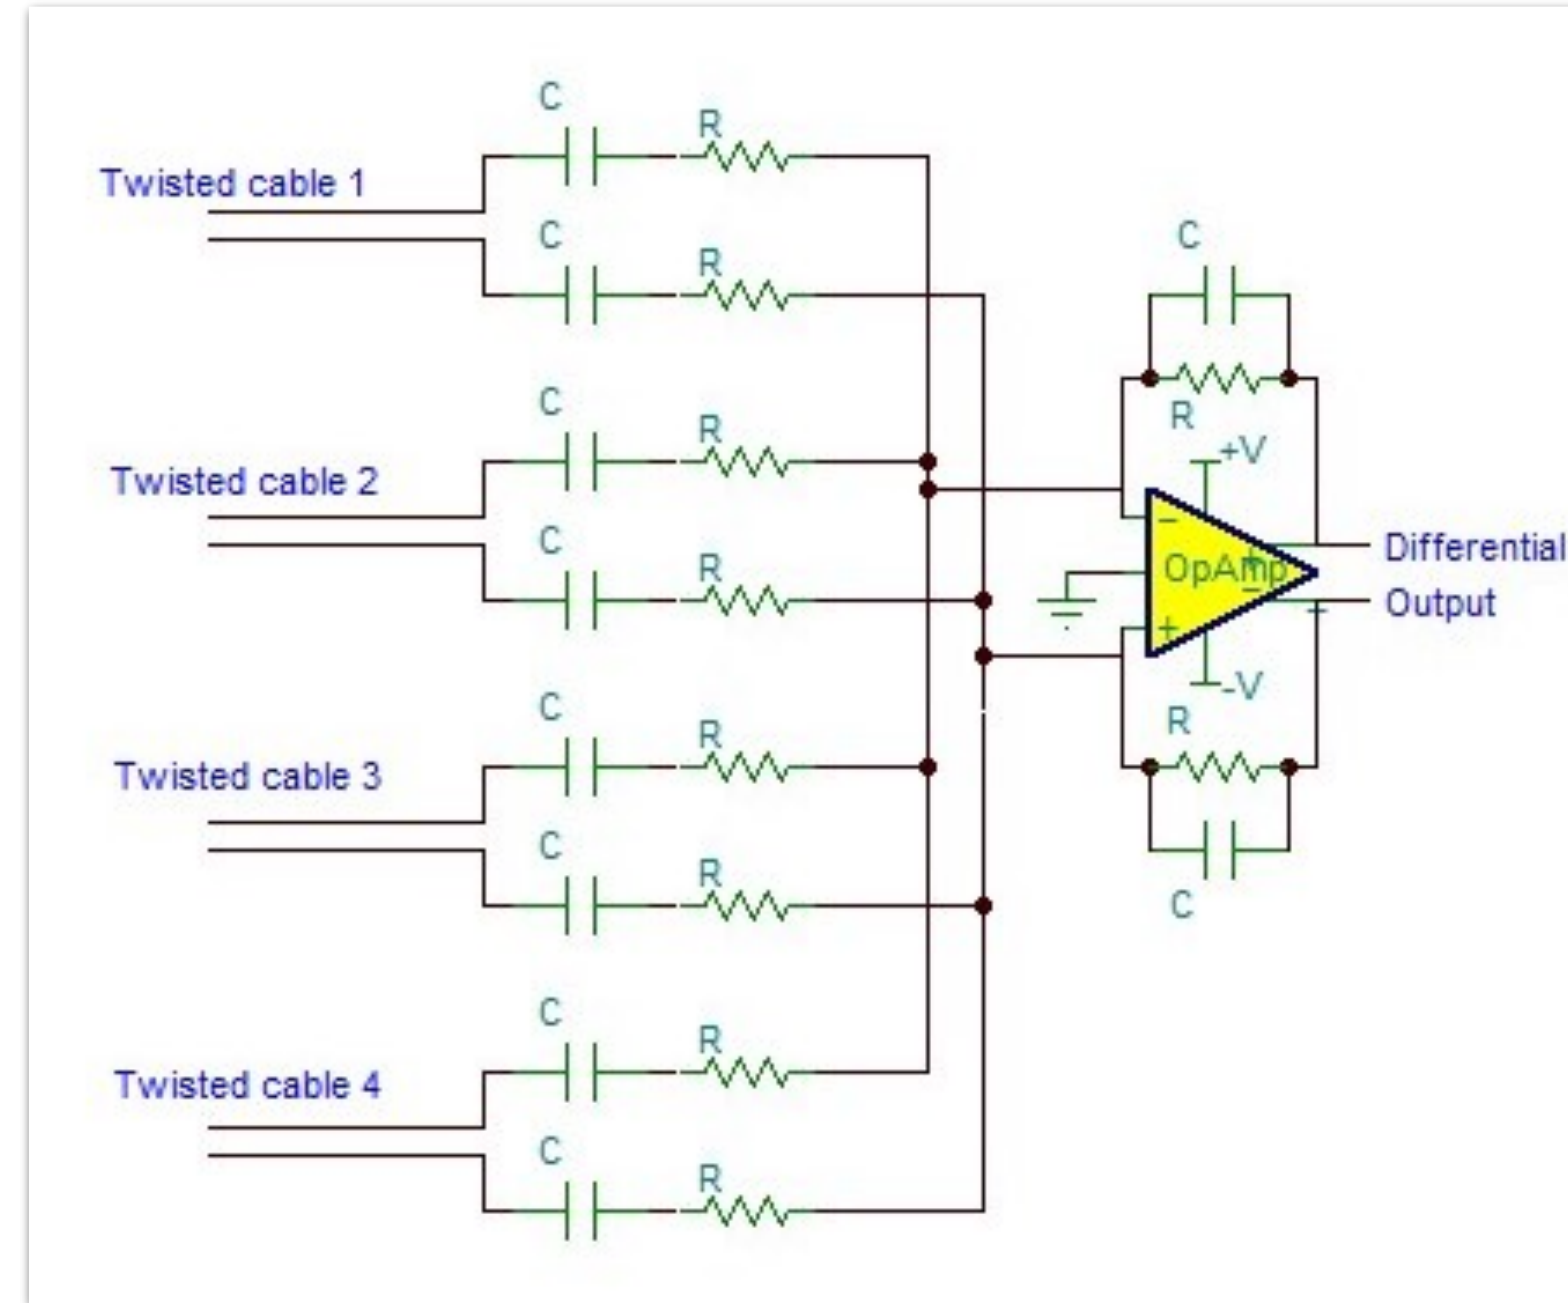 C
R
Twisted cable 1
C
R
C
R
C
R
+V
Twisted cable 2
C
R
−
OpAmp
+
−
+
Differential
Output
-V
C
R
R
Twisted cable 3
C
R
C
C
R
Twisted cable 4
C
R